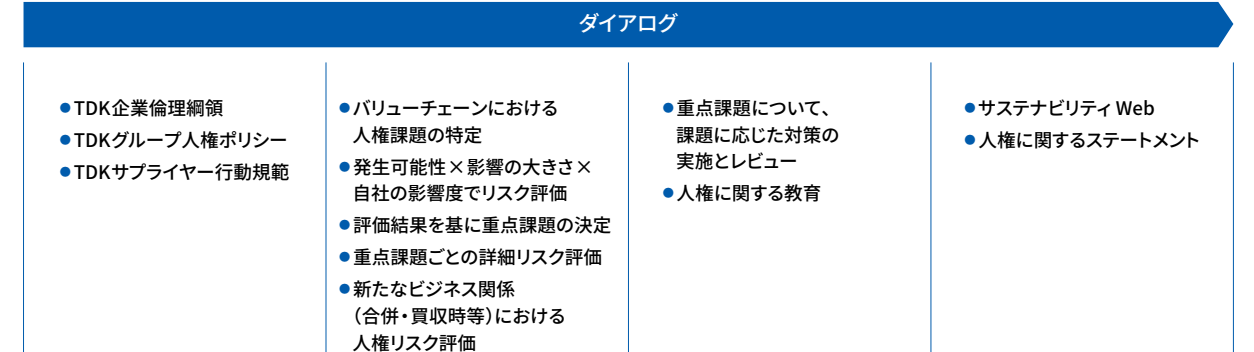 ダイアログ
●TDK企業倫理綱領
●TDKグループ人権ポリシー
●TDKサプライヤー行動規範
●バリューチェーンにおける
人権課題の特定
●発生可能性×影響の大きさ×
自社の影響度でリスク評価
●評価結果を基に重点課題の決定
●重点課題ごとの詳細リスク評価
●新たなビジネス関係
（合併・買収時等）における
人権リスク評価
●重点課題について、
課題に応じた対策の
実施とレビュー
●人権に関する教育
●サステナビリティ Web
●人権に関するステートメント